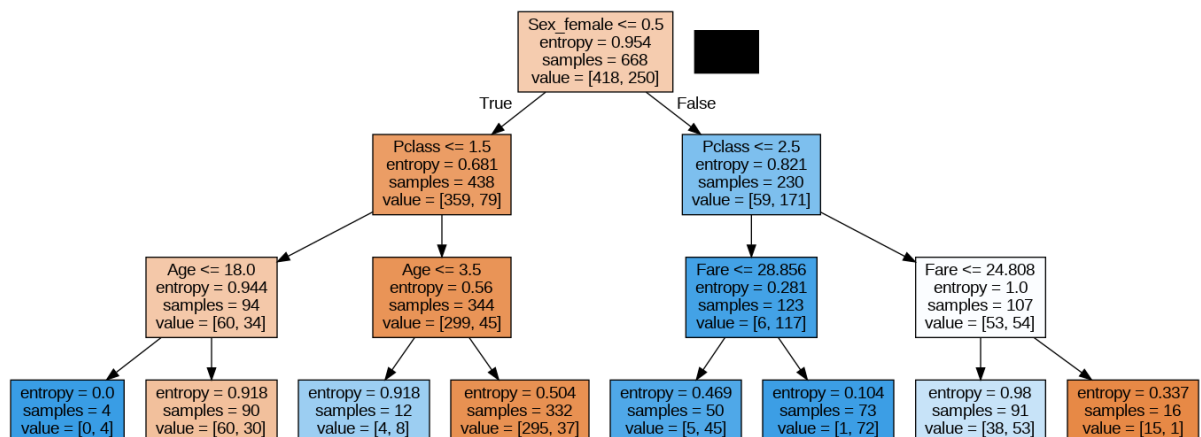 Sex_female <= 0.5
entropy = 0.954
samples = 668
value = [418, 250]
True
False
Pclass <= 1.5
entropy = 0.681
samples = 438
value = [359, 79]
Pclass <= 2.5
entropy = 0.821
samples = 230
value = [59, 171]
Age <= 18.0
entropy = 0.944
samples = 94
value = [60, 34]
Age <= 3.5
entropy = 0.56
samples = 344
value = [299, 45]
Fare <= 28.856
entropy = 0.281
samples = 123
value = [6, 117]
Fare <= 24.808
entropy = 1.0
samples = 107
value = [53, 54]
entropy = 0.0
samples = 4
value = [0, 4]
entropy = 0.918
samples = 90
value = [60, 30]
entropy = 0.918
samples = 12
value = [4, 8]
entropy = 0.504
samples = 332
value = [295, 37]
entropy = 0.469
samples = 50
value = [5, 45]
entropy = 0.104
samples = 73
value = [1, 72]
entropy = 0.98
samples = 91
value = [38, 53]
entropy = 0.337
samples = 16
value = [15, 1]